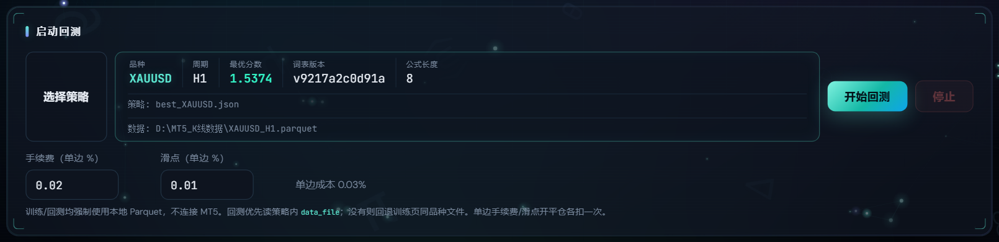 启动回测
选择策略
品种 周期 最优分数 词表版本 公式长度
XAUUSD H1 1.5374 v9217a2c0d91a 8
策略: best_XAUUSD.json
数据: D:\MT5_K线数据\XAUUSD_H1.parquet
开始回测 停止
手续费（单边 %） 滑点（单边 %）
0.02 0.01 单边成本 0.03%
训练/回测均强制使用本地 Parquet，不连接 MT5。回测优先读策略内 data_file；没有则回退训练页同品种文件。单边手续费/滑点开平仓各扣一次。